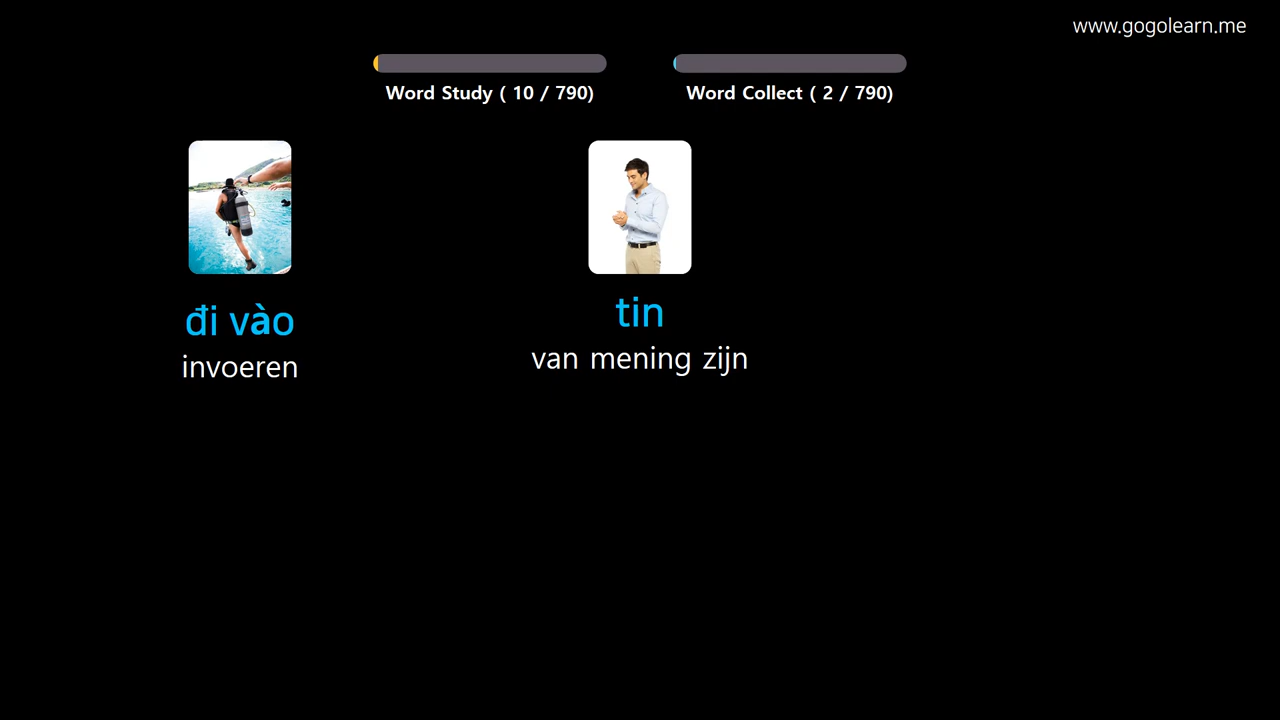 www.gogolearn.me
Word Study ( 10 / 790)
Word Collect ( 2 / 790)
đi vào
invoeren
tin
van mening zijn